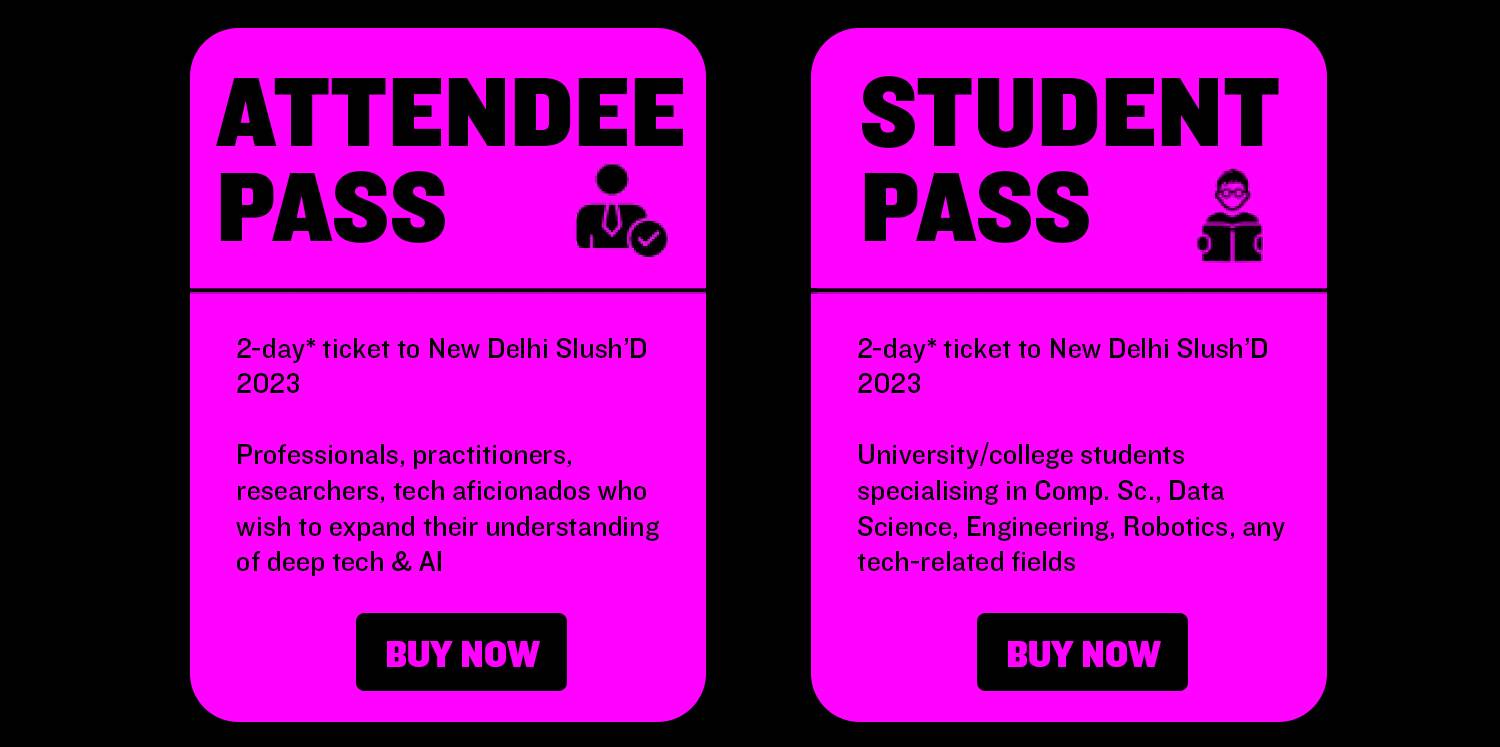 ATTENDEE
PASS
2-day* ticket to New Delhi Slush’D
2023
Professionals, practitioners,
researchers, tech aficionados who
wish to expand their understanding
of deep tech & AI
BUY NOW
STUDENT
PASS
2-day* ticket to New Delhi Slush’D
2023
University/college students
specialising in Comp. Sc., Data
Science, Engineering, Robotics, any
tech-related fields
BUY NOW